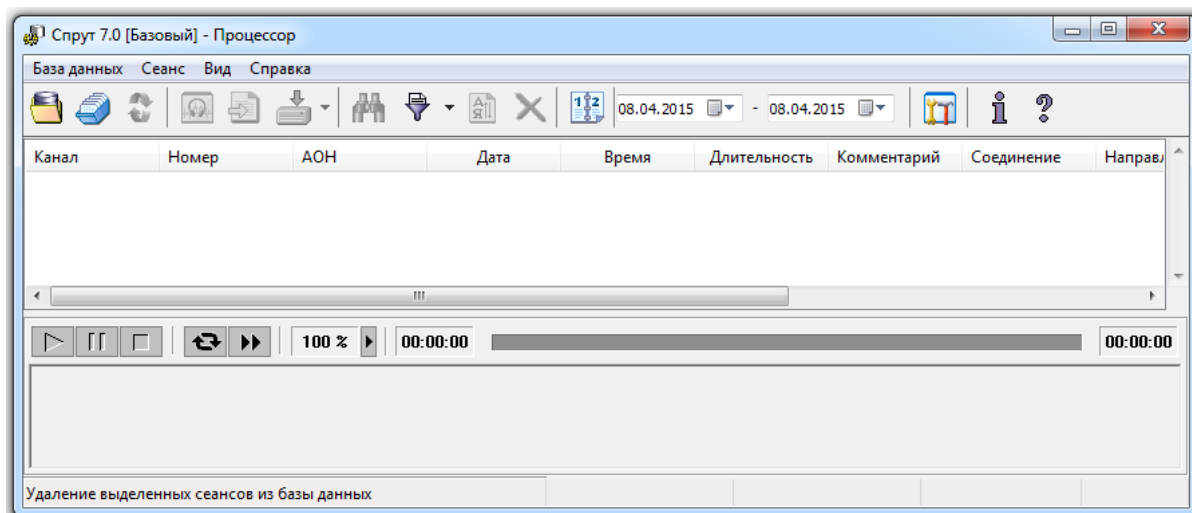 Спрут 7.0 [Базовый] - Процессор
База данных Сеанс Вид Справка
08.04.2015 - 08.04.2015
Канал Номер АОН Дата Время Длительность Комментарий Соединение Направл
100 % 00:00:00 00:00:00
Удаление выделенных сеансов из базы данных